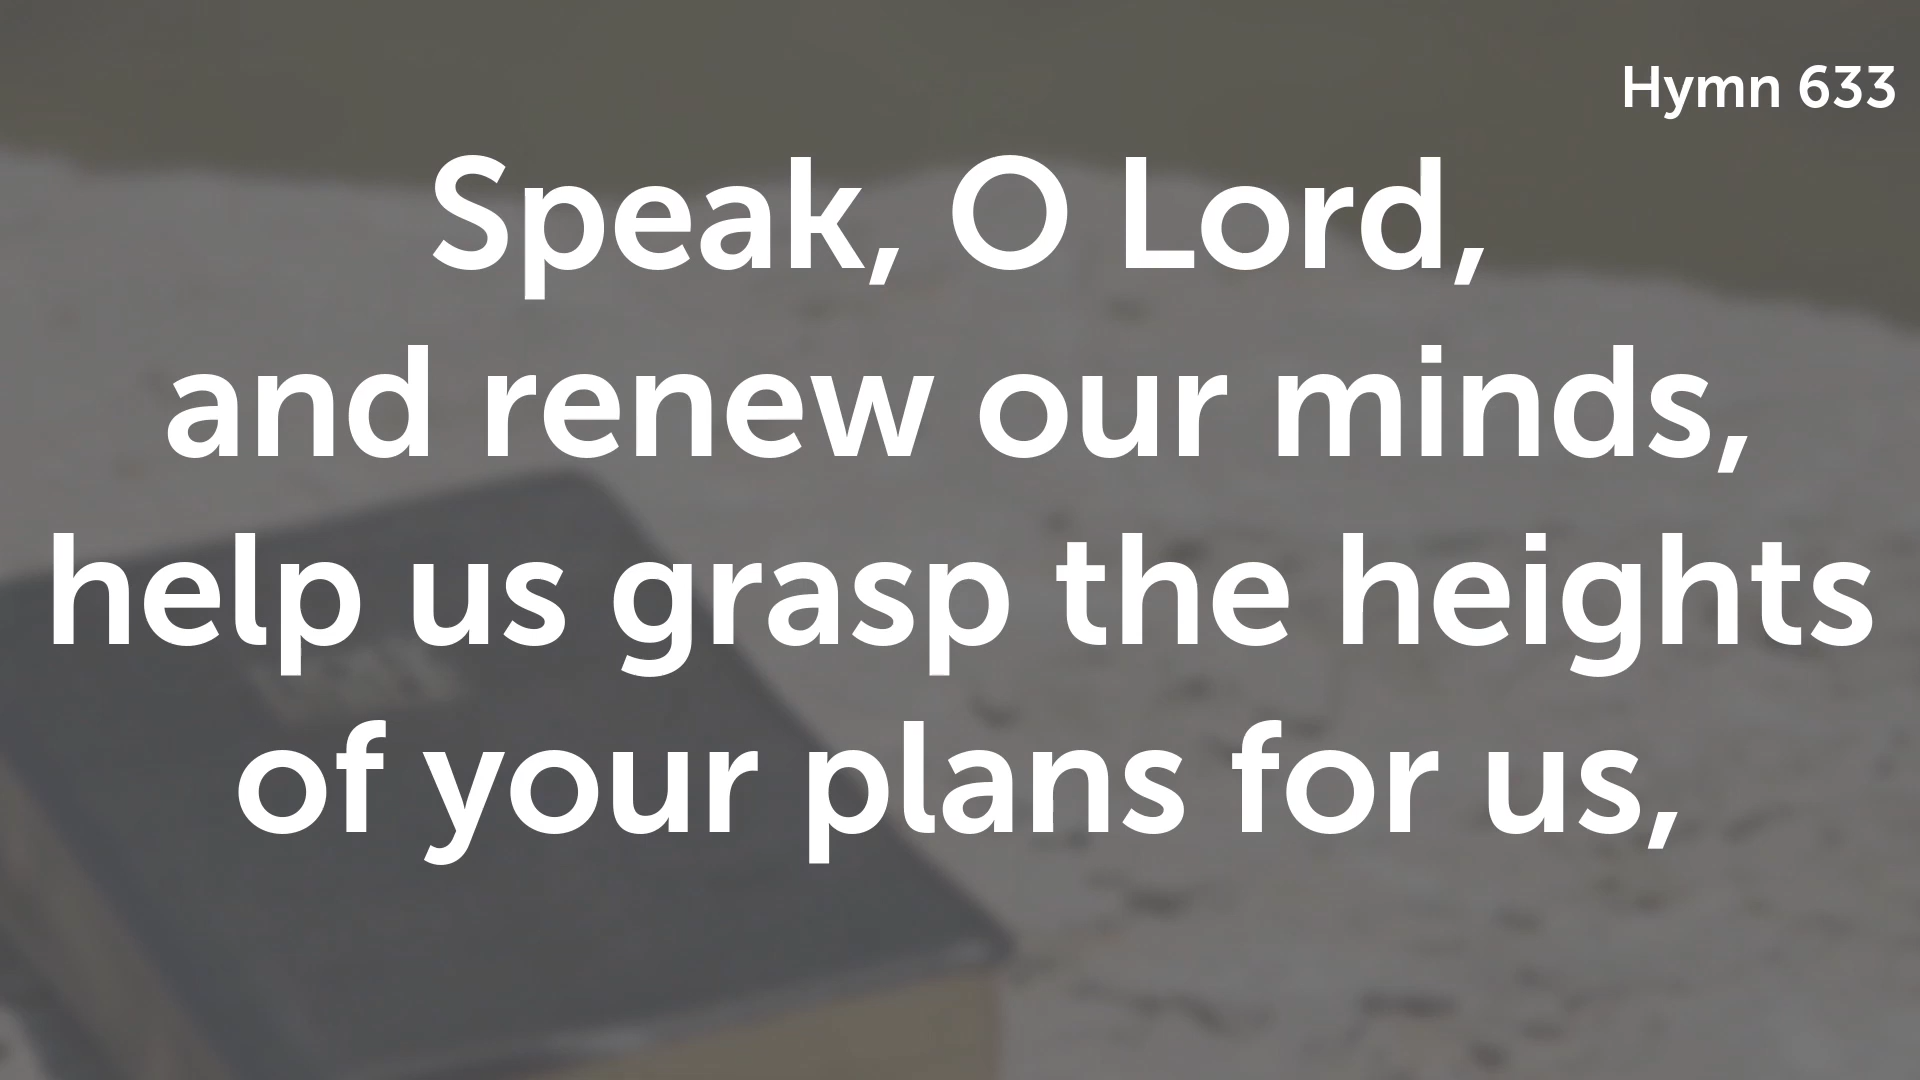 Hymn 633
Speak, O Lord,
and renew our minds,
help us grasp the heights
of your plans for us,